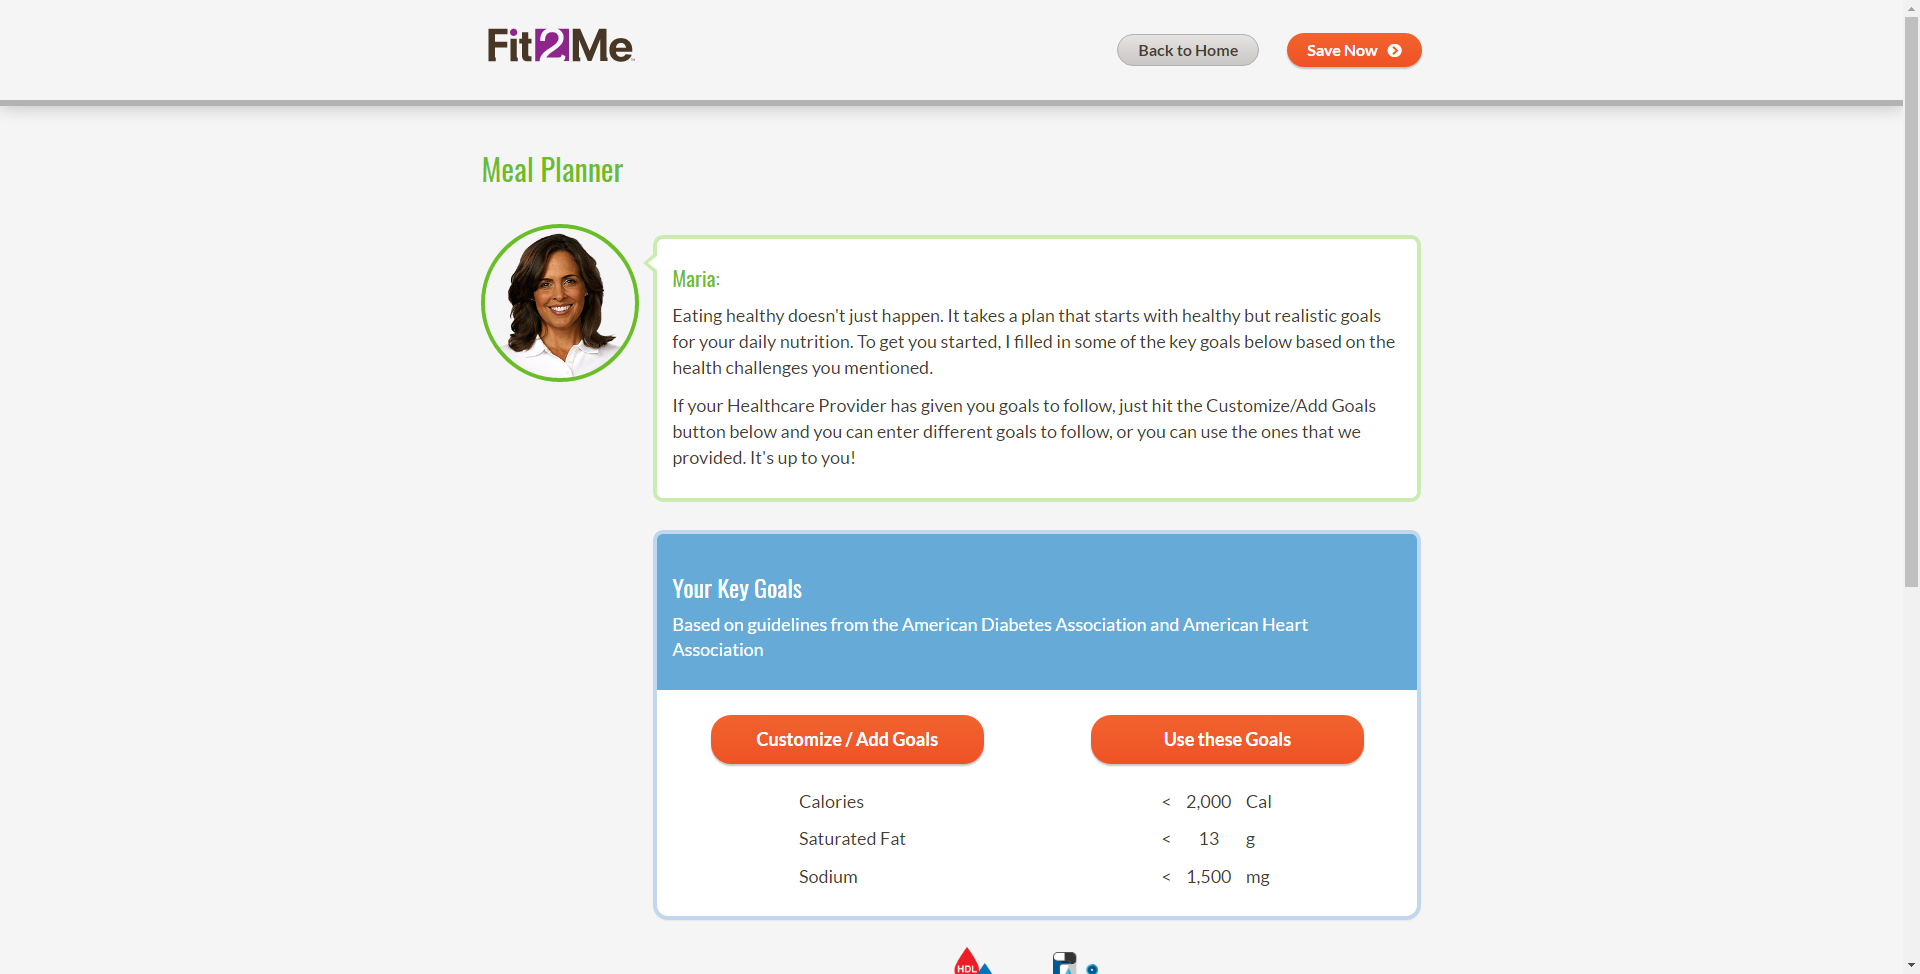 Fit2Me
Back to Home
Save Now
Meal Planner
Maria:
Eating healthy doesn't just happen. It takes a plan that starts with healthy but realistic goals
for your daily nutrition. To get you started, I filled in some of the key goals below based on the
health challenges you mentioned.
If your Healthcare Provider has given you goals to follow, just hit the Customize/Add Goals
button below and you can enter different goals to follow, or you can use the ones that we
provided. It's up to you!
Your Key Goals
Based on guidelines from the American Diabetes Association and American Heart
Association
Customize / Add Goals
Use these Goals
Calories < 2,000 Cal
Saturated Fat < 13 g
Sodium < 1,500 mg
HDL